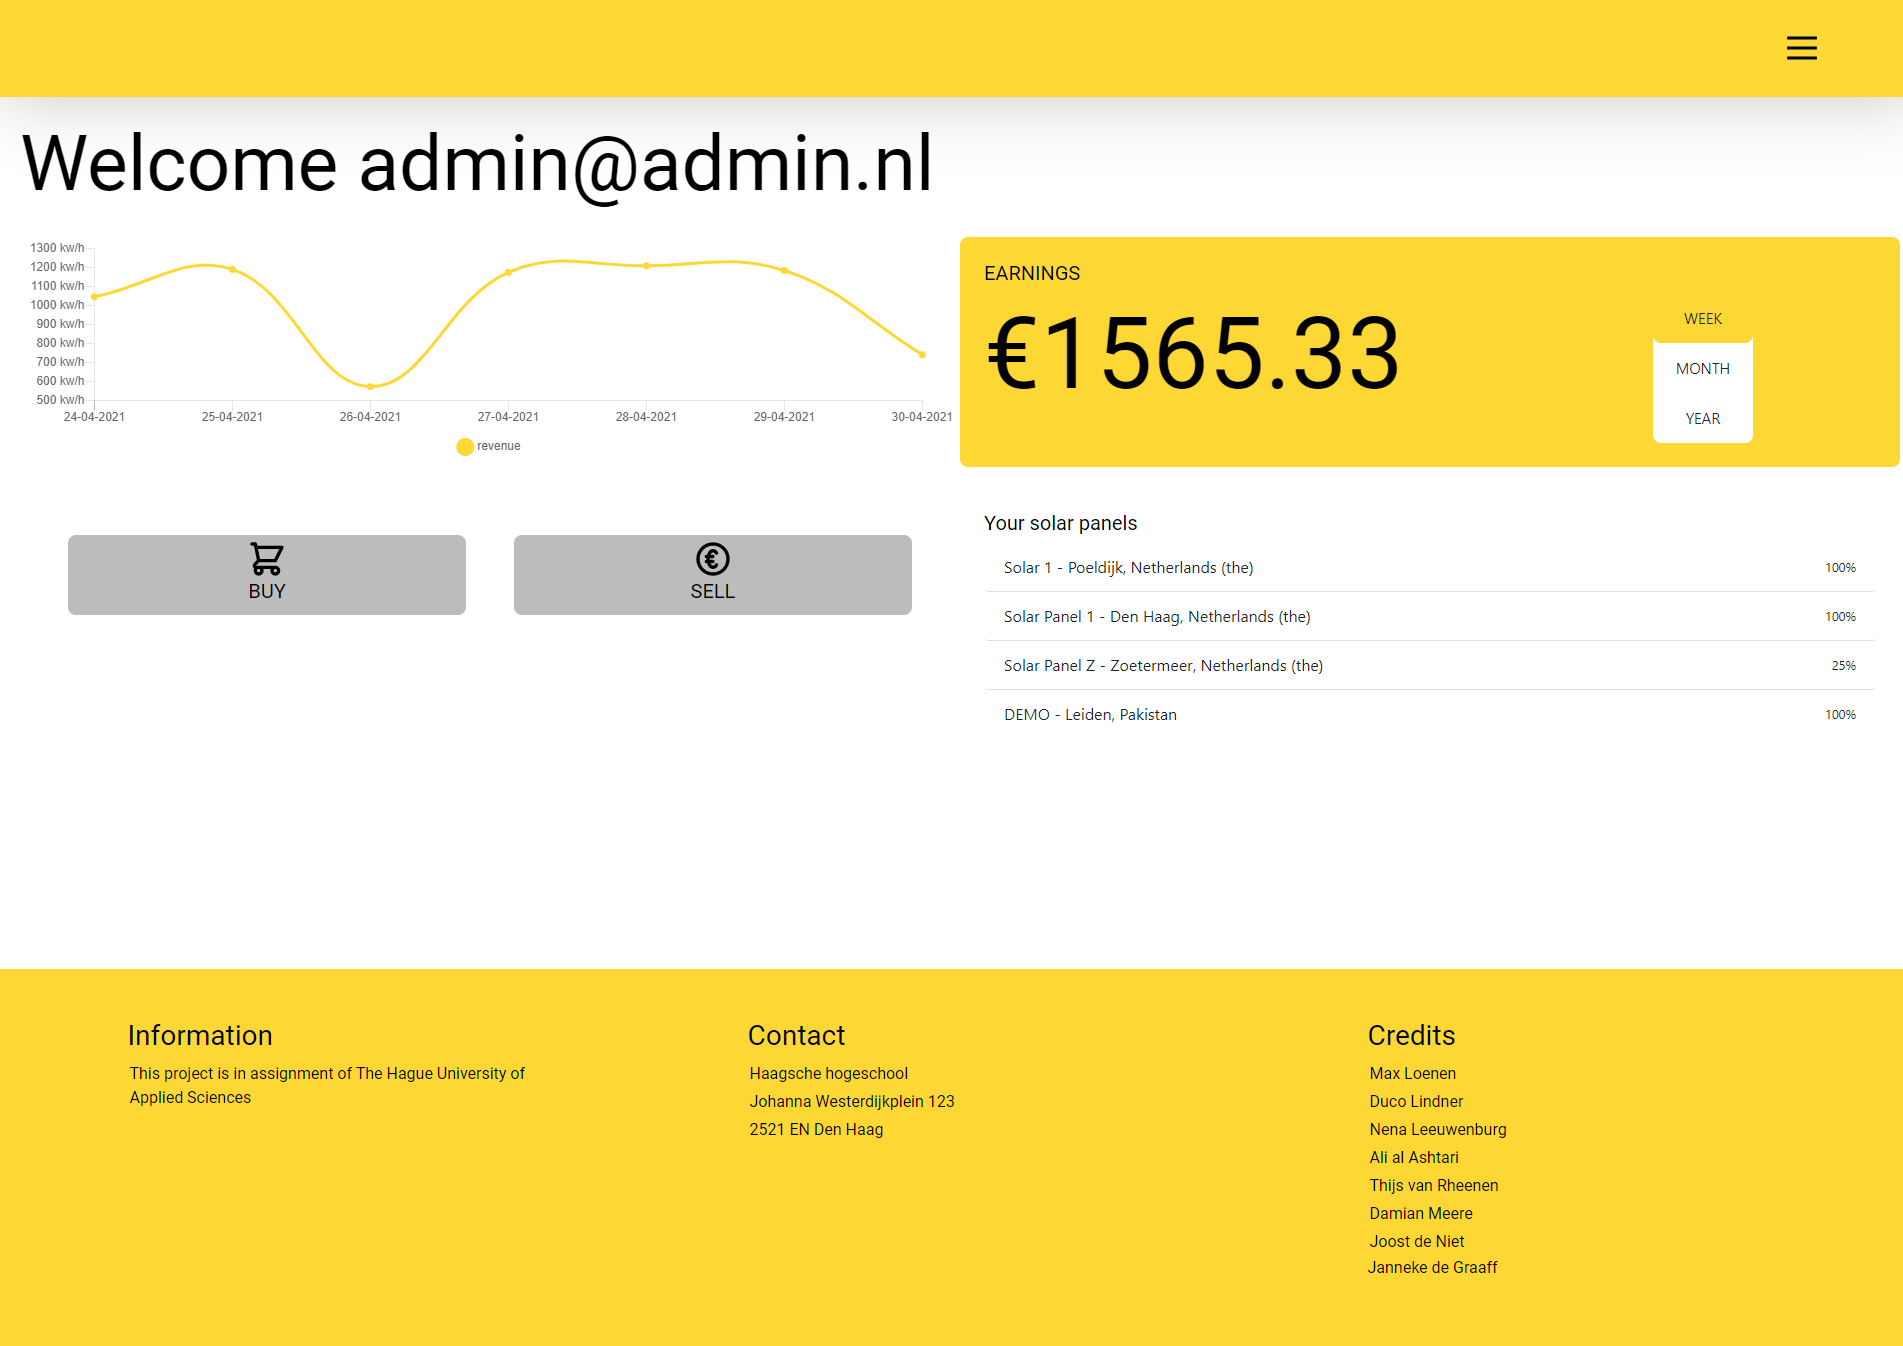 Welcome admin@admin.nl
1300 kw/h
1200 kw/h
1100 kw/h
1000 kw/h
900 kw/h
800 kw/h
700 kw/h
600 kw/h
500 kw/h
24-04-2021 25-04-2021 26-04-2021 27-04-2021 28-04-2021 29-04-2021 30-04-2021
revenue
EARNINGS
€1565.33
WEEK
MONTH
YEAR
BUY
SELL
Your solar panels
Solar 1 - Poeldijk, Netherlands (the) 100%
Solar Panel 1 - Den Haag, Netherlands (the) 100%
Solar Panel Z - Zoetermeer, Netherlands (the) 25%
DEMO - Leiden, Pakistan 100%
Information
This project is in assignment of The Hague University of
Applied Sciences
Contact
Haagsche hogeschool
Johanna Westerdijkplein 123
2521 EN Den Haag
Credits
Max Loenen
Duco Lindner
Nena Leeuwenburg
Ali al Ashtari
Thijs van Rheenen
Damian Meere
Joost de Niet
Janneke de Graaff